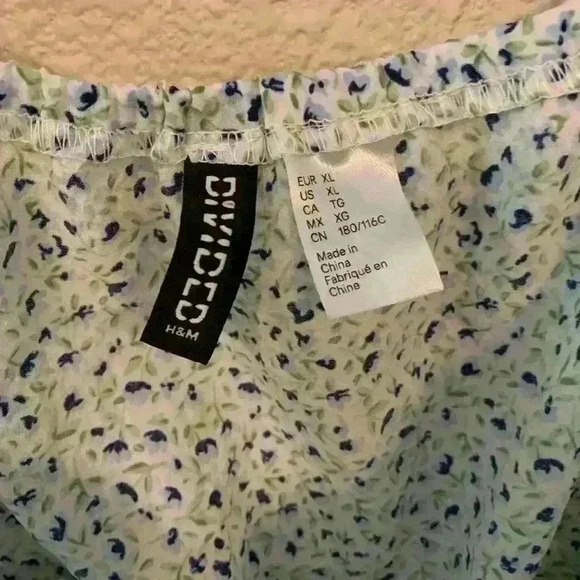 DIVIDED
H&M
EUR XL
US XL
CA TG
MX XG
CN 180/116C
Made in
China
Fabriqué en
Chine